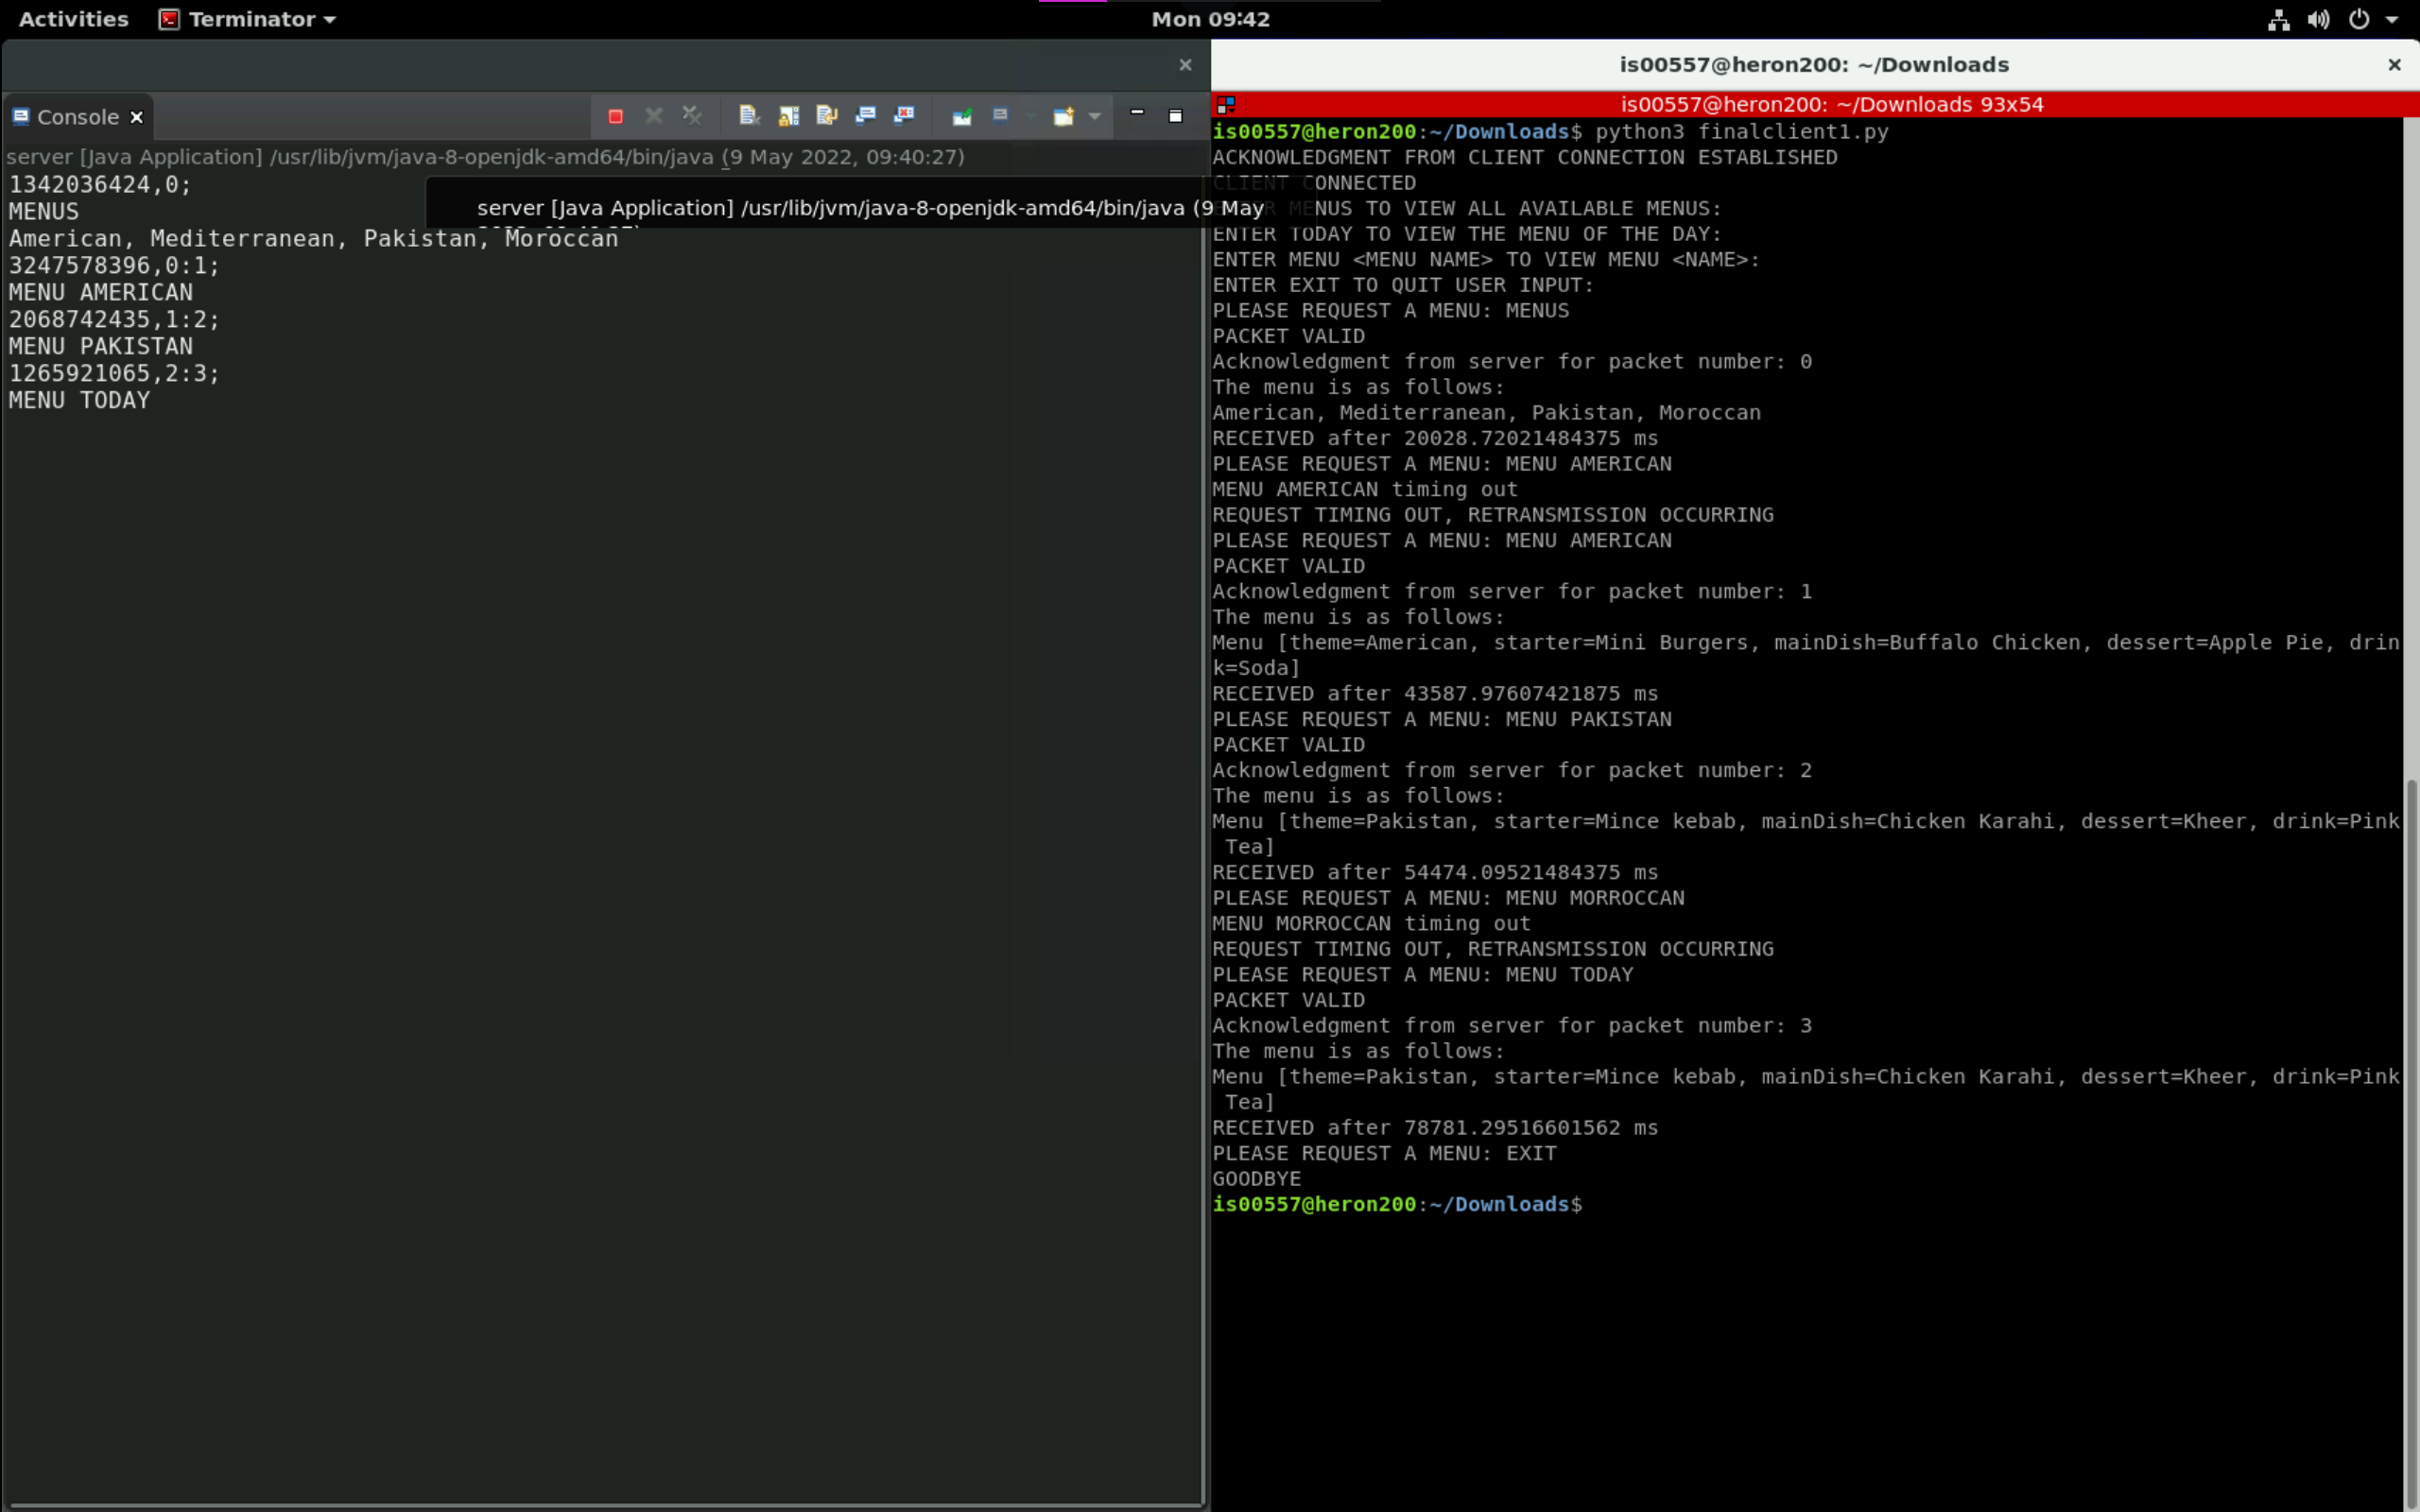 Activities Terminator Mon 09:42
Console
server [Java Application] /usr/lib/jvm/java-8-openjdk-amd64/bin/java (9 May 2022, 09:40:27)
1342036424,0;
server [Java Application] /usr/lib/jvm/java-8-openjdk-amd64/bin/java (9 May
MENUS
American, Mediterranean, Pakistan, Moroccan
3247578396,0:1;
MENU AMERICAN
2068742435,1:2;
MENU PAKISTAN
1265921065,2:3;
MENU TODAY
is00557@heron200: ~/Downloads
is00557@heron200: ~/Downloads 93x54
is00557@heron200:~/Downloads$ python3 finalclient1.py
ACKNOWLEDGMENT FROM CLIENT CONNECTION ESTABLISHED
CLIENT CONNECTED
MENUS TO VIEW ALL AVAILABLE MENUS:
ENTER TODAY TO VIEW THE MENU OF THE DAY:
ENTER MENU <MENU NAME> TO VIEW MENU <NAME>:
ENTER EXIT TO QUIT USER INPUT:
PLEASE REQUEST A MENU: MENUS
PACKET VALID
Acknowledgment from server for packet number: 0
The menu is as follows:
American, Mediterranean, Pakistan, Moroccan
RECEIVED after 20028.72021484375 ms
PLEASE REQUEST A MENU: MENU AMERICAN
MENU AMERICAN timing out
REQUEST TIMING OUT, RETRANSMISSION OCCURRING
PLEASE REQUEST A MENU: MENU AMERICAN
PACKET VALID
Acknowledgment from server for packet number: 1
The menu is as follows:
Menu [theme=American, starter=Mini Burgers, mainDish=Buffalo Chicken, dessert=Apple Pie, drin
k=Soda]
RECEIVED after 43587.97607421875 ms
PLEASE REQUEST A MENU: MENU PAKISTAN
PACKET VALID
Acknowledgment from server for packet number: 2
The menu is as follows:
Menu [theme=Pakistan, starter=Mince kebab, mainDish=Chicken Karahi, dessert=Kheer, drink=Pink
Tea]
RECEIVED after 54474.09521484375 ms
PLEASE REQUEST A MENU: MENU MORROCCAN
MENU MORROCCAN timing out
REQUEST TIMING OUT, RETRANSMISSION OCCURRING
PLEASE REQUEST A MENU: MENU TODAY
PACKET VALID
Acknowledgment from server for packet number: 3
The menu is as follows:
Menu [theme=Pakistan, starter=Mince kebab, mainDish=Chicken Karahi, dessert=Kheer, drink=Pink
Tea]
RECEIVED after 78781.29516601562 ms
PLEASE REQUEST A MENU: EXIT
GOODBYE
is00557@heron200:~/Downloads$